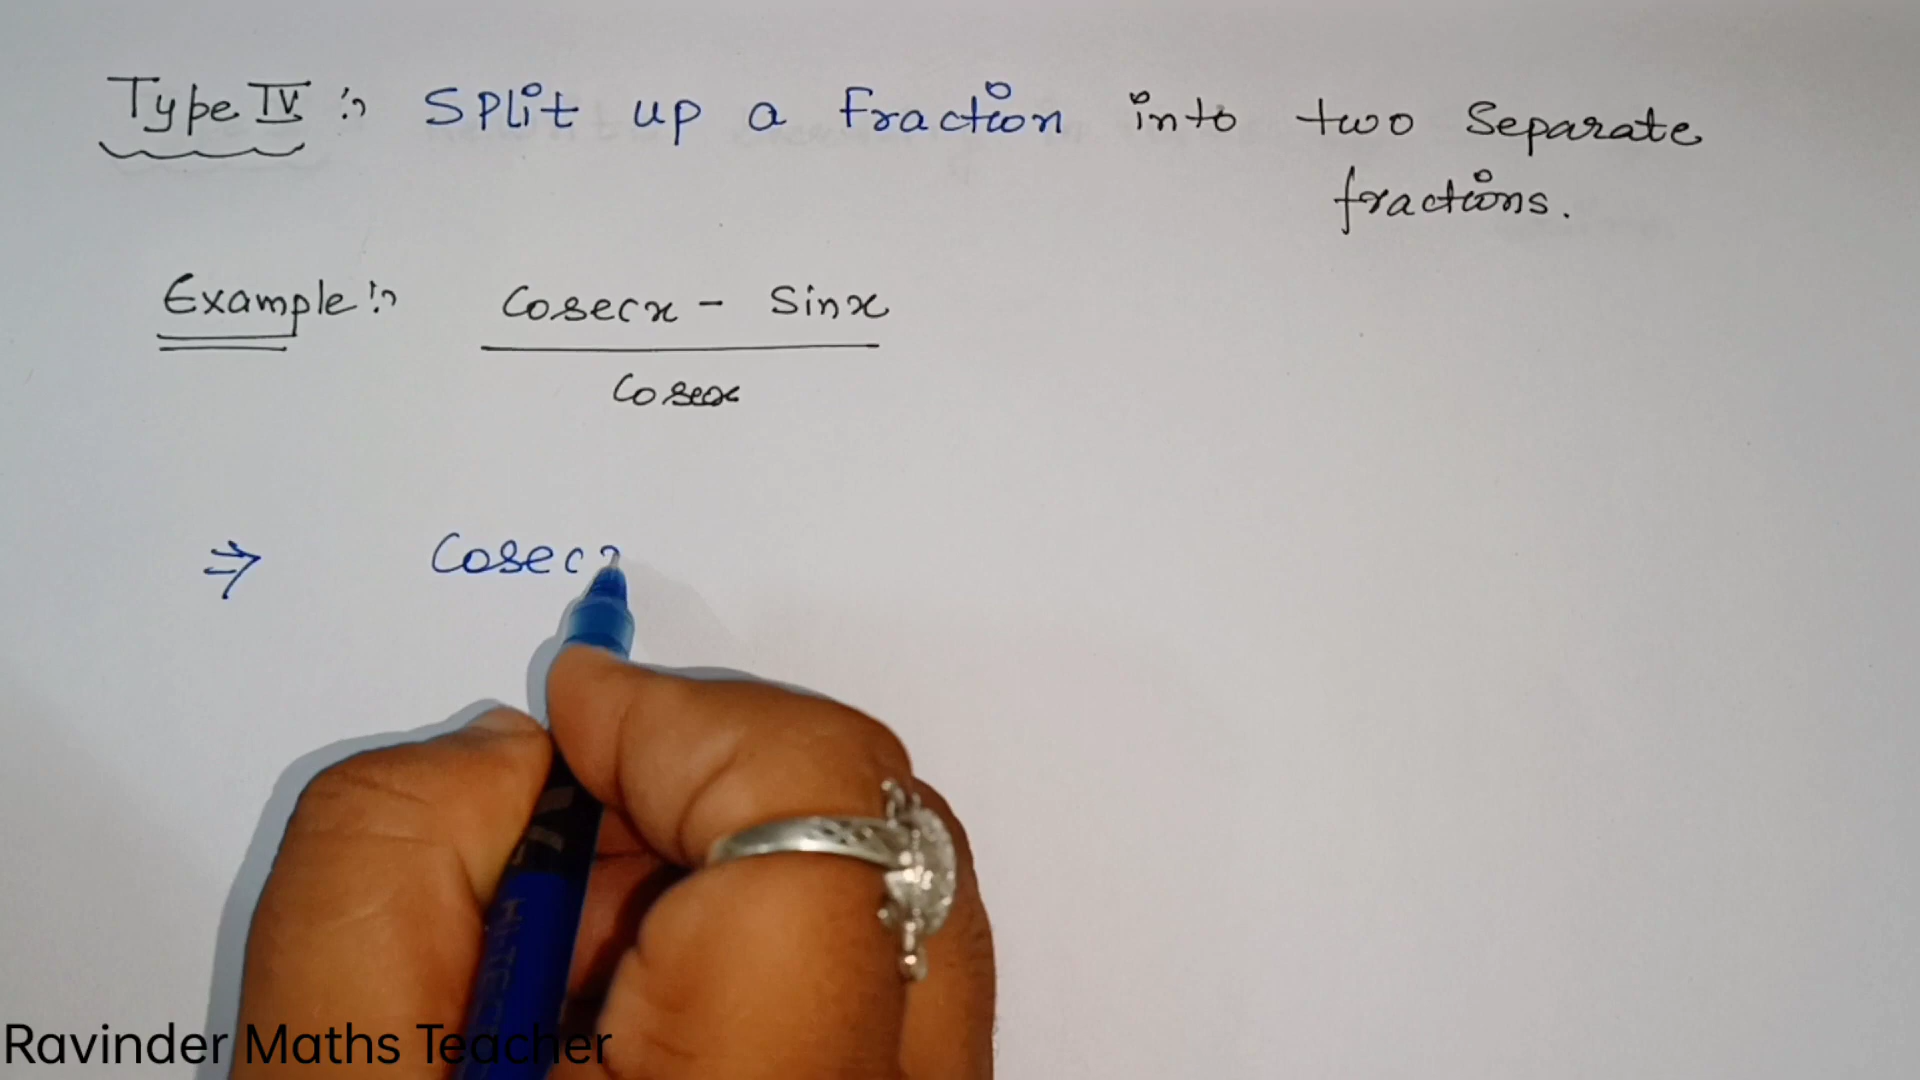 Type IV :) Split up a Fraction into two Separate
fractions.
Example :) Cosecx - Sinx
Cosecx
⇒ Cosec
Ravinder Maths Teacher